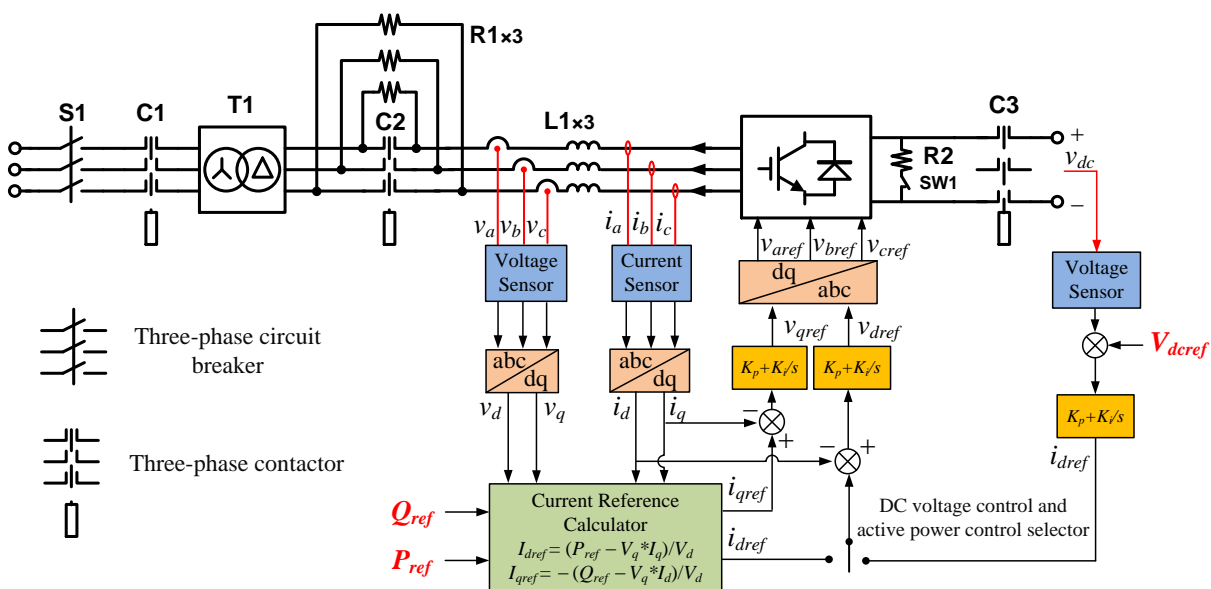 R1×3
S1
C1
T1
C2
L1×3
C3
R2
SW1
+
v_dc
−
v_a v_b v_c
i_a i_b i_c
v_aref v_bref v_cref
Voltage Sensor
Current Sensor
dq
abc
Voltage Sensor
Three-phase circuit
breaker
abc
dq
abc
dq
v_qref
v_dref
V_dcref
K_p+K_i/s
K_p+K_i/s
K_p+K_i/s
v_d
v_q
i_d
i_q
−
+
−
+
i_dref
Three-phase contactor
Q_ref
P_ref
Current Reference
Calculator
I_dref = (P_ref − V_q*I_q)/V_d
I_qref = − (Q_ref − V_q*I_d)/V_d
i_qref
i_dref
DC voltage control and
active power control selector